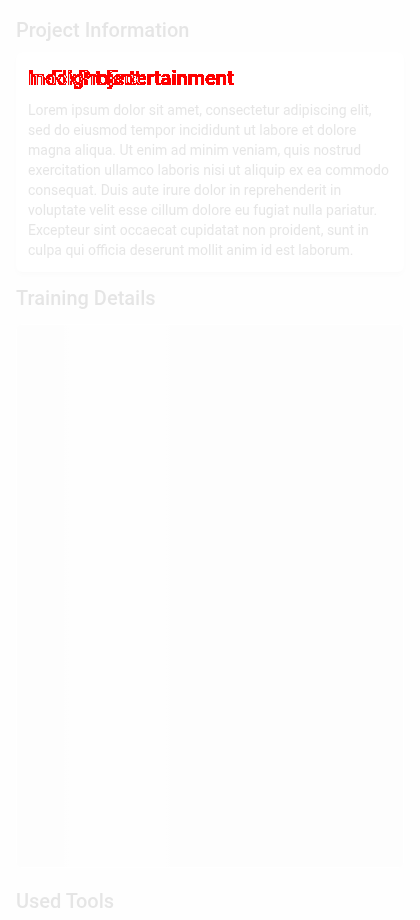 Project Information
Entertainment
Lorem ipsum dolor sit amet, consectetur adipiscing elit,
sed do eiusmod tempor incididunt ut labore et dolore
magna aliqua. Ut enim ad minim veniam, quis nostrud
exercitation ullamco laboris nisi ut aliquip ex ea commodo
consequat. Duis aute irure dolor in reprehenderit in
voluptate velit esse cillum dolore eu fugiat nulla pariatur.
Excepteur sint occaecat cupidatat non proident, sunt in
culpa qui officia deserunt mollit anim id est laborum.
Training Details
Used Tools